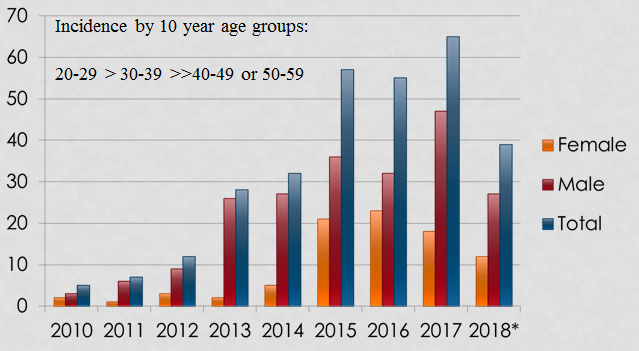 70
Incidence by 10 year age groups:
60
20-29 > 30-39 >>40-49 or 50-59
50
40
30
20
10
0
Female
Male
Total
2010 2011 2012 2013 2014 2015 2016 2017 2018*